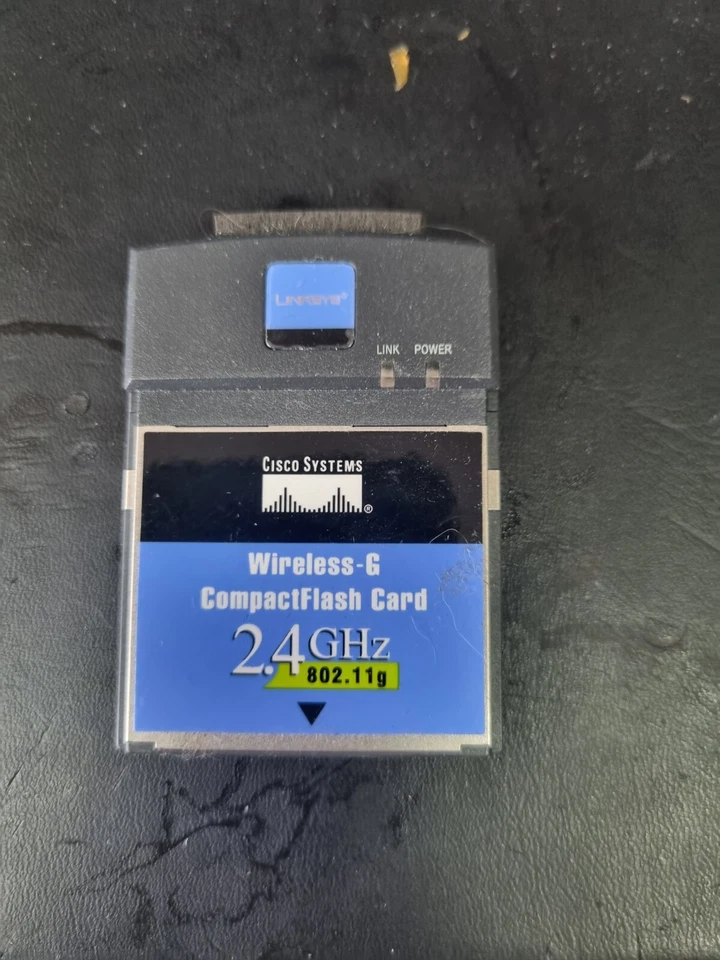 LINKSYS®
LINK POWER
CISCO SYSTEMS
®
Wireless-G
CompactFlash Card
2.4GHz
802.11g